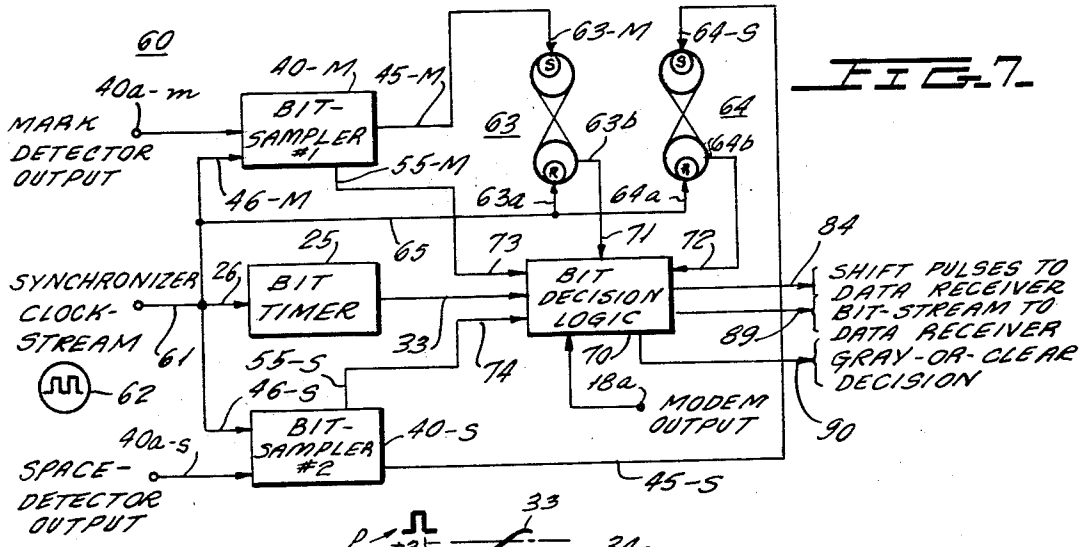 60
FIG. 7.
40a-m
MARK
DETECTOR
OUTPUT
40-M
45-M
BIT-
SAMPLER
#1
46-M
55-M
63-M
S
63
63b
R
63a
64-S
S
64
64b
R
64a
65
71
72
73
25
SYNCHRONIZER
CLOCK-
STREAM
26
61
62
BIT
TIMER
33
BIT
DECISION
LOGIC
70
74
84
SHIFT PULSES TO
DATA RECEIVER
BIT-STREAM TO
DATA RECEIVER
89
GRAY-OR-CLEAR
DECISION
90
18a
MODEM
OUTPUT
55-S
46-S
40a-s
SPACE-
DETECTOR
OUTPUT
BIT-
SAMPLER
#2
40-S
45-S
P
33